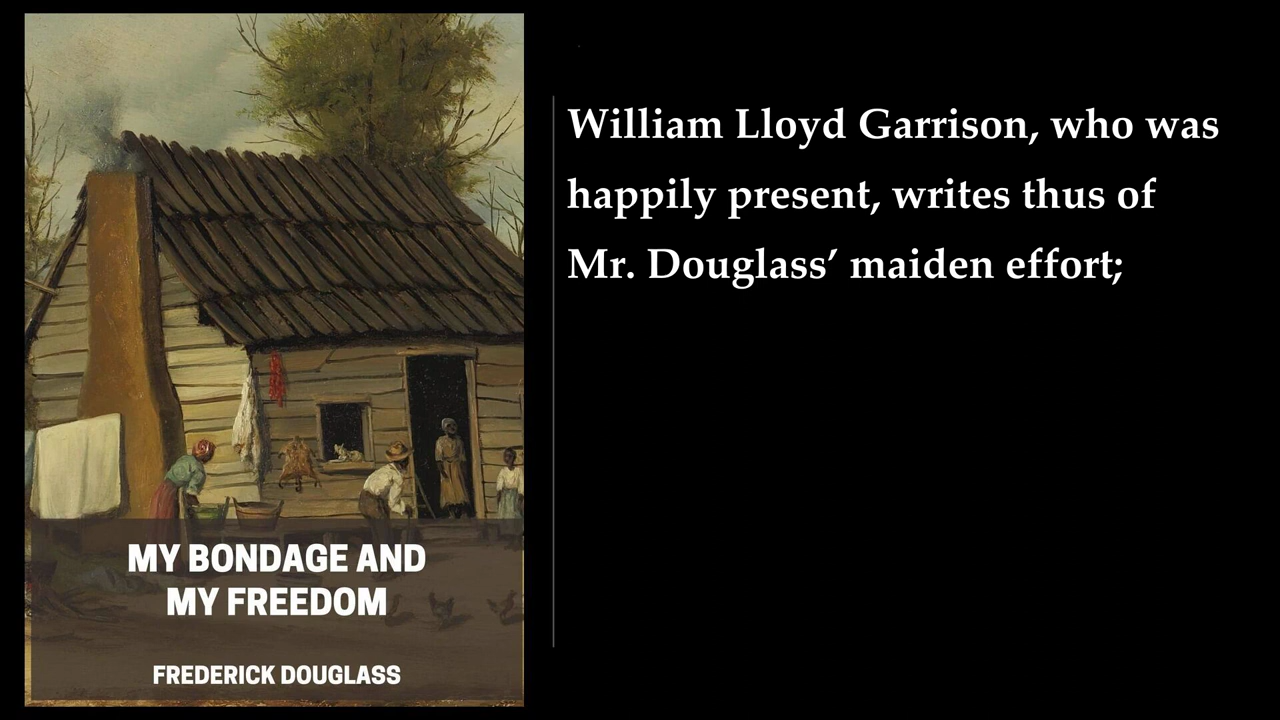 William Lloyd Garrison, who was
happily present, writes thus of
Mr. Douglass’ maiden effort;
MY BONDAGE AND
MY FREEDOM
FREDERICK DOUGLASS